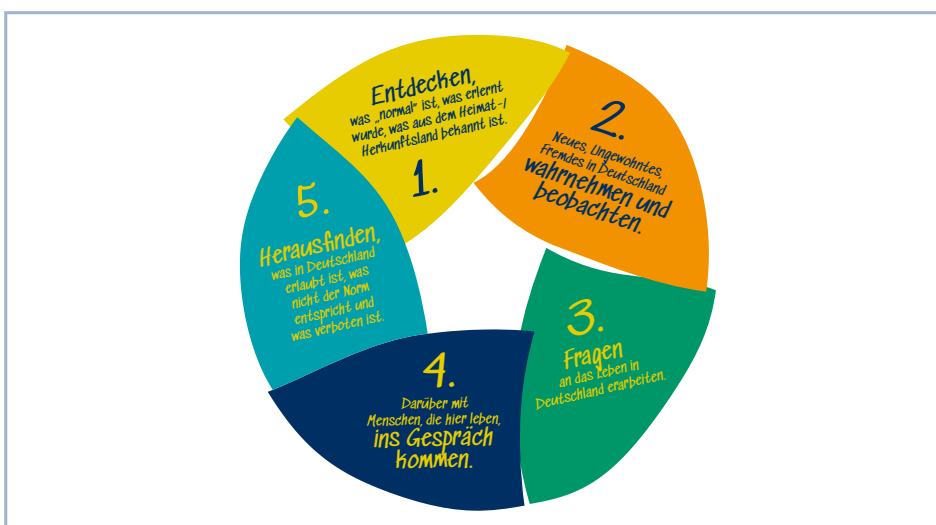 Entdecken,
was „normal“ ist, was erlernt
wurde, was aus dem Heimat-/
Herkunftsland bekannt ist.
1.
2.
Neues, Ungewohntes,
Fremdes in Deutschland
wahrnehmen und
beobachten.
3.
Fragen
an das Leben in
Deutschland erarbeiten.
4.
Darüber mit
Menschen, die hier leben,
ins Gespräch
kommen.
5.
Herausfinden,
was in Deutschland
erlaubt ist, was
nicht der Norm
entspricht und
was verboten ist.